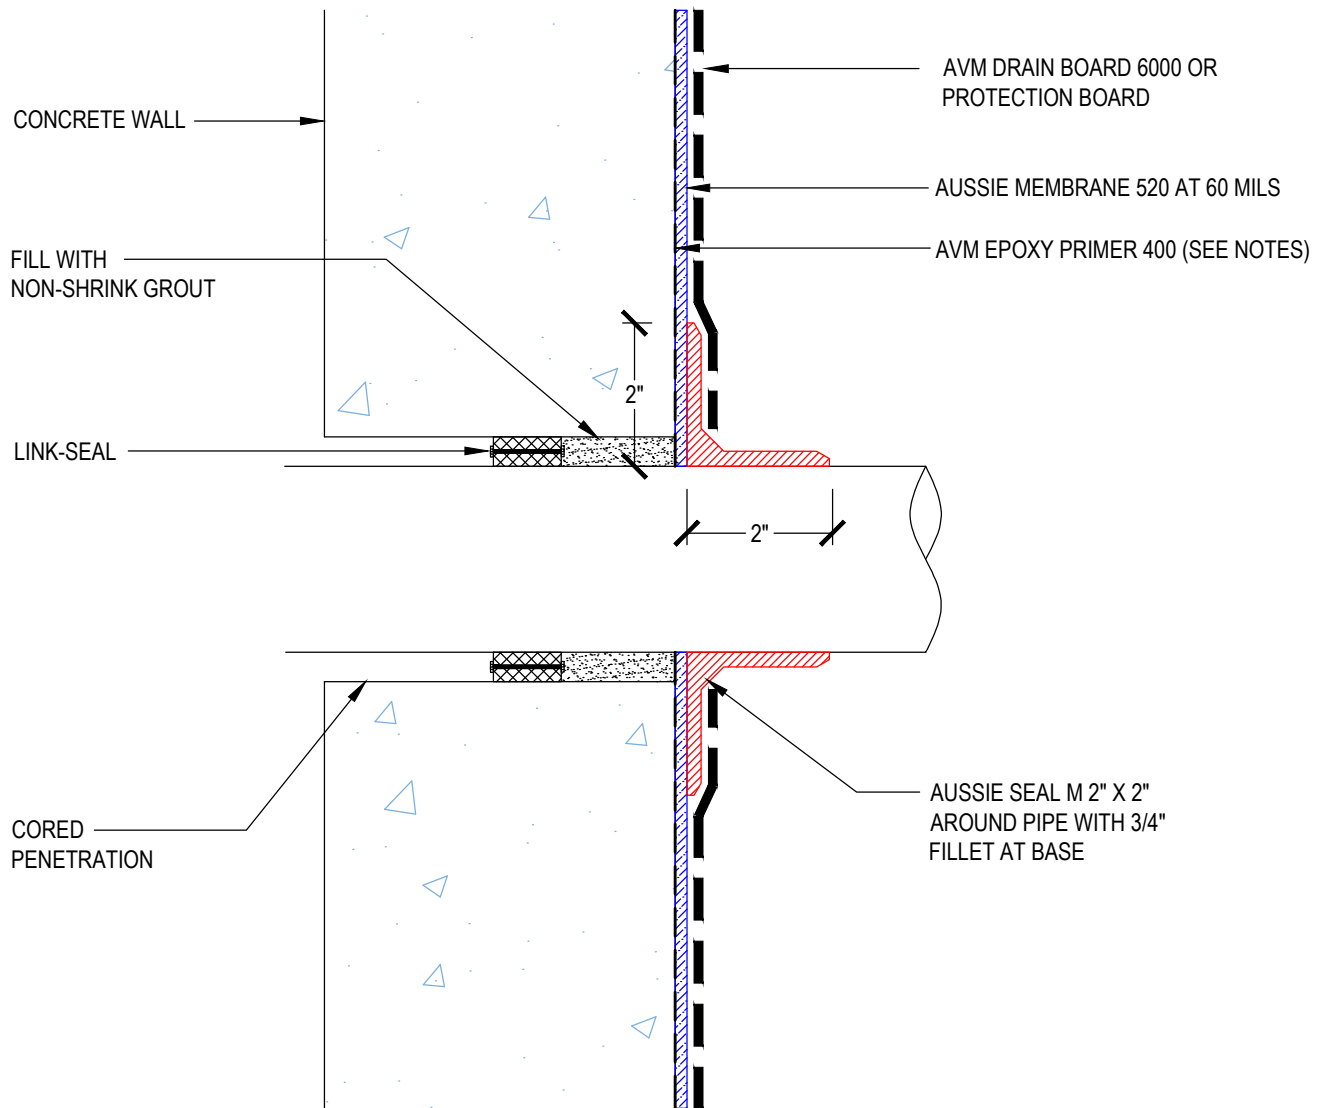 AVM DRAIN BOARD 6000 OR
PROTECTION BOARD
CONCRETE WALL
AUSSIE MEMBRANE 520 AT 60 MILS
AVM EPOXY PRIMER 400 (SEE NOTES)
FILL WITH
NON-SHRINK GROUT
2"
LINK-SEAL
2"
AUSSIE SEAL M 2" X 2"
AROUND PIPE WITH 3/4"
FILLET AT BASE
CORED
PENETRATION